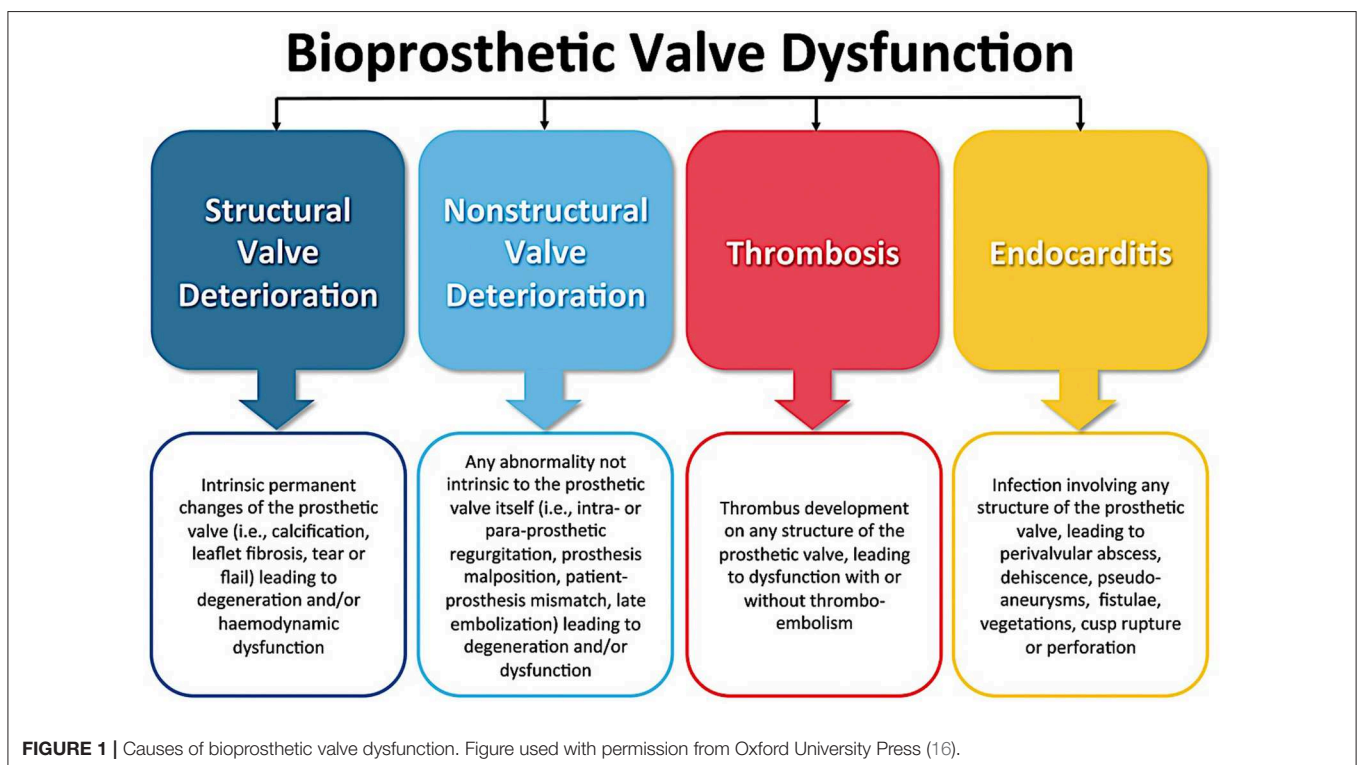 Bioprosthetic Valve Dysfunction
Structural
Valve
Deterioration
Nonstructural
Valve
Deterioration
Thrombosis
Endocarditis
Intrinsic permanent
changes of the prosthetic
valve (i.e., calcification,
leaflet fibrosis, tear or
flail) leading to
degeneration and/or
haemodynamic
dysfunction
Any abnormality not
intrinsic to the prosthetic
valve itself (i.e., intra- or
para-prosthetic
regurgitation, prosthesis
malposition, patient-
prosthesis mismatch, late
embolization) leading to
degeneration and/or
dysfunction
Thrombus development
on any structure of the
prosthetic valve, leading
to dysfunction with or
without thrombo-
embolism
Infection involving any
structure of the prosthetic
valve, leading to
perivalvular abscess,
dehiscence, pseudo-
aneurysms, fistulae,
vegetations, cusp rupture
or perforation
FIGURE 1 | Causes of bioprosthetic valve dysfunction. Figure used with permission from Oxford University Press (16).